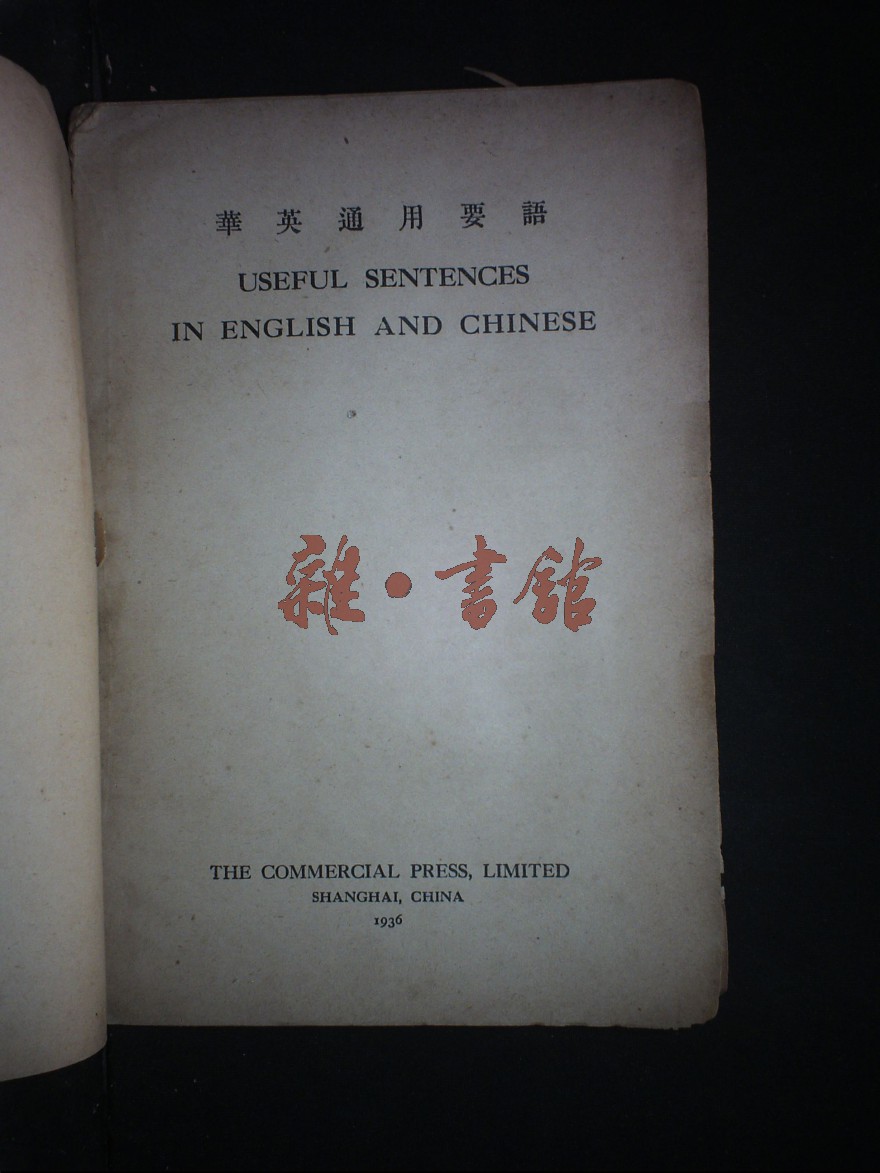 華英通用要語
USEFUL SENTENCES
IN ENGLISH AND CHINESE
雜·書館
THE COMMERCIAL PRESS, LIMITED
SHANGHAI, CHINA
1936